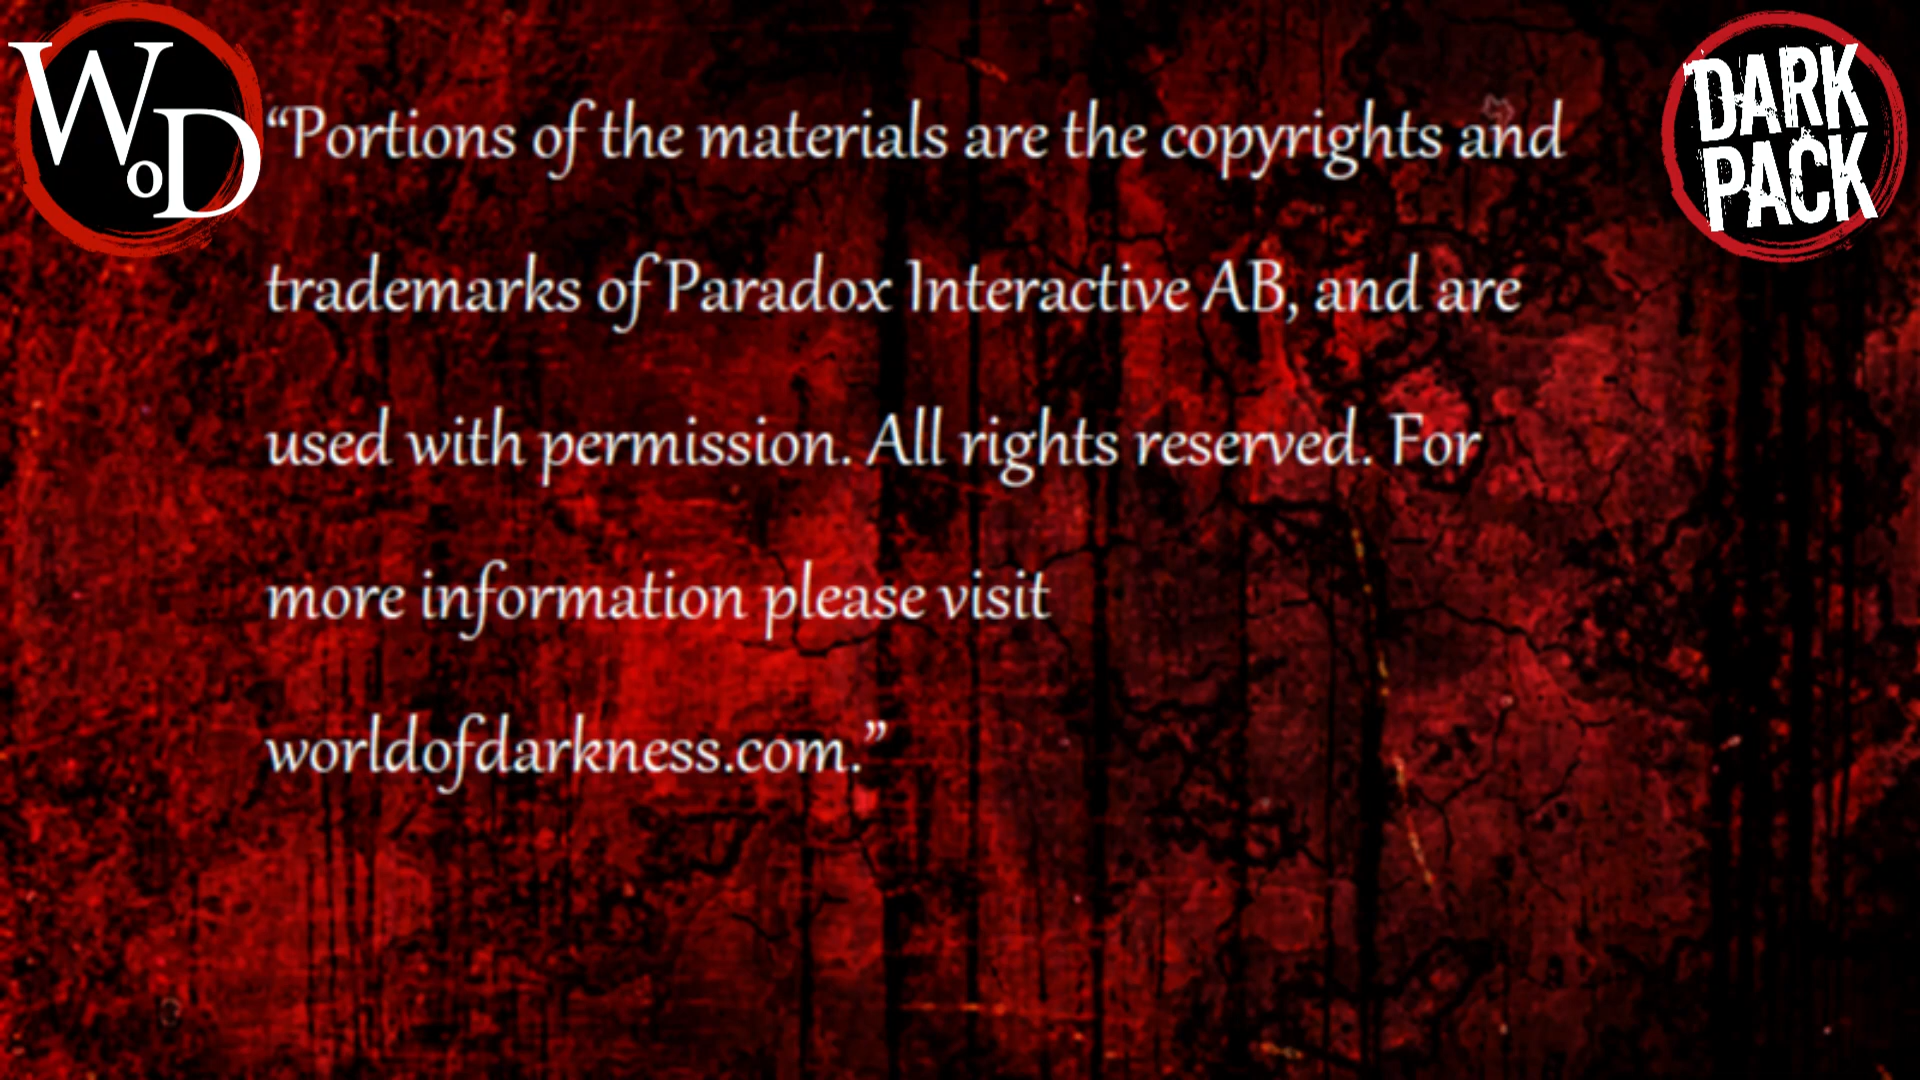 WoD
DARK
PACK
“Portions of the materials are the copyrights and
trademarks of Paradox Interactive AB, and are
used with permission. All rights reserved. For
more information please visit
worldofdarkness.com.”